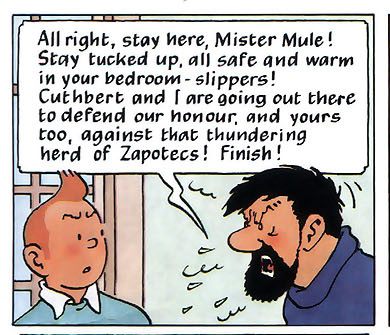 All right, stay here, Mister Mule!
Stay tucked up, all safe and warm
in your bedroom-slippers!
Cuthbert and I are going out there
to defend our honour, and yours
too, against that thundering
herd of Zapotecs! Finish!